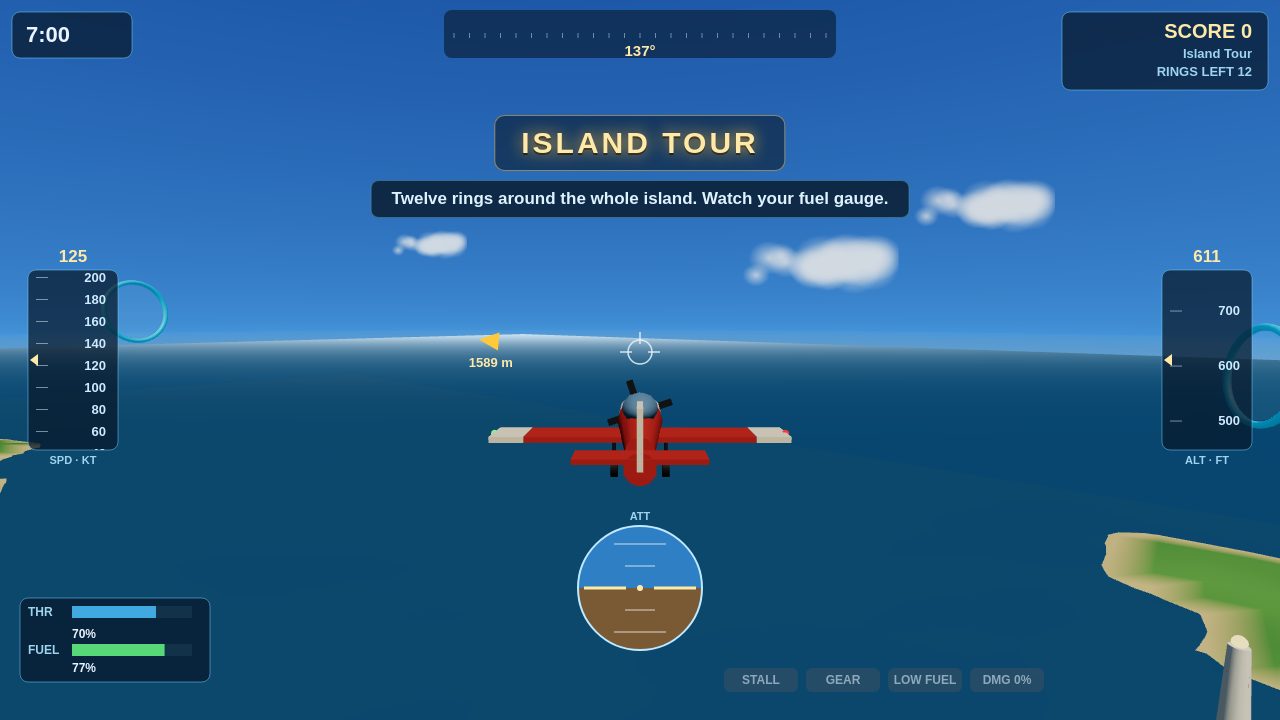 7:00
137°
SCORE 0
Island Tour
RINGS LEFT 12
ISLAND TOUR
Twelve rings around the whole island. Watch your fuel gauge.
125
200
180
160
140
120
100
80
60
SPD · KT
1589 m
611
700
600
500
ALT · FT
ATT
THR
70%
FUEL
77%
STALL
GEAR
LOW FUEL
DMG 0%